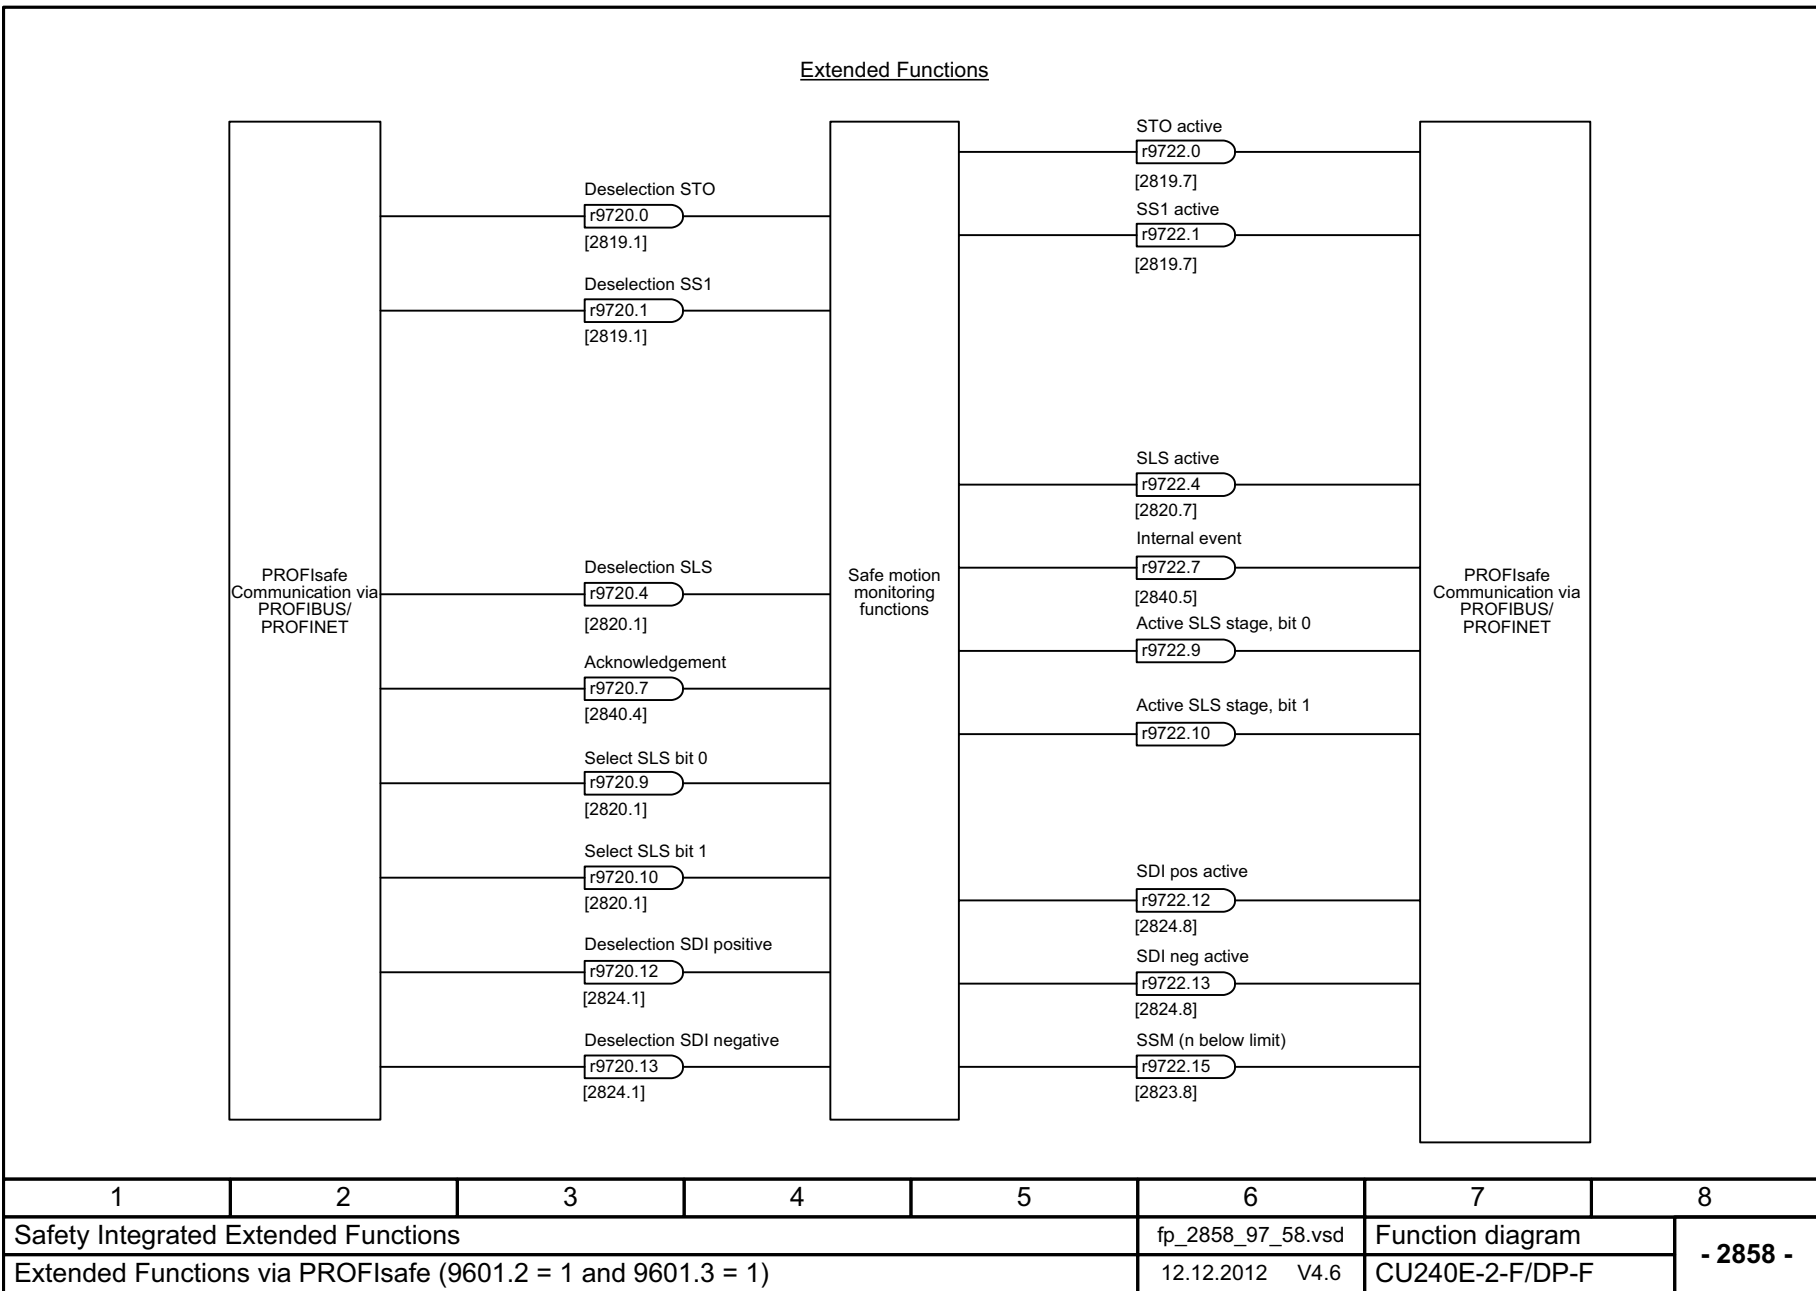 Extended Functions
PROFIsafe
Communication via
PROFIBUS/
PROFINET
Deselection STO
r9720.0
[2819.1]
Deselection SS1
r9720.1
[2819.1]
Deselection SLS
r9720.4
[2820.1]
Acknowledgement
r9720.7
[2840.4]
Select SLS bit 0
r9720.9
[2820.1]
Select SLS bit 1
r9720.10
[2820.1]
Deselection SDI positive
r9720.12
[2824.1]
Deselection SDI negative
r9720.13
[2824.1]
Safe motion
monitoring
functions
STO active
r9722.0
[2819.7]
SS1 active
r9722.1
[2819.7]
SLS active
r9722.4
[2820.7]
Internal event
r9722.7
[2840.5]
Active SLS stage, bit 0
r9722.9
Active SLS stage, bit 1
r9722.10
SDI pos active
r9722.12
[2824.8]
SDI neg active
r9722.13
[2824.8]
SSM (n below limit)
r9722.15
[2823.8]
PROFIsafe
Communication via
PROFIBUS/
PROFINET
1 2 3 4 5 6 7 8
Safety Integrated Extended Functions
fp_2858_97_58.vsd
Function diagram
- 2858 -
Extended Functions via PROFIsafe (9601.2 = 1 and 9601.3 = 1)
12.12.2012 V4.6
CU240E-2-F/DP-F